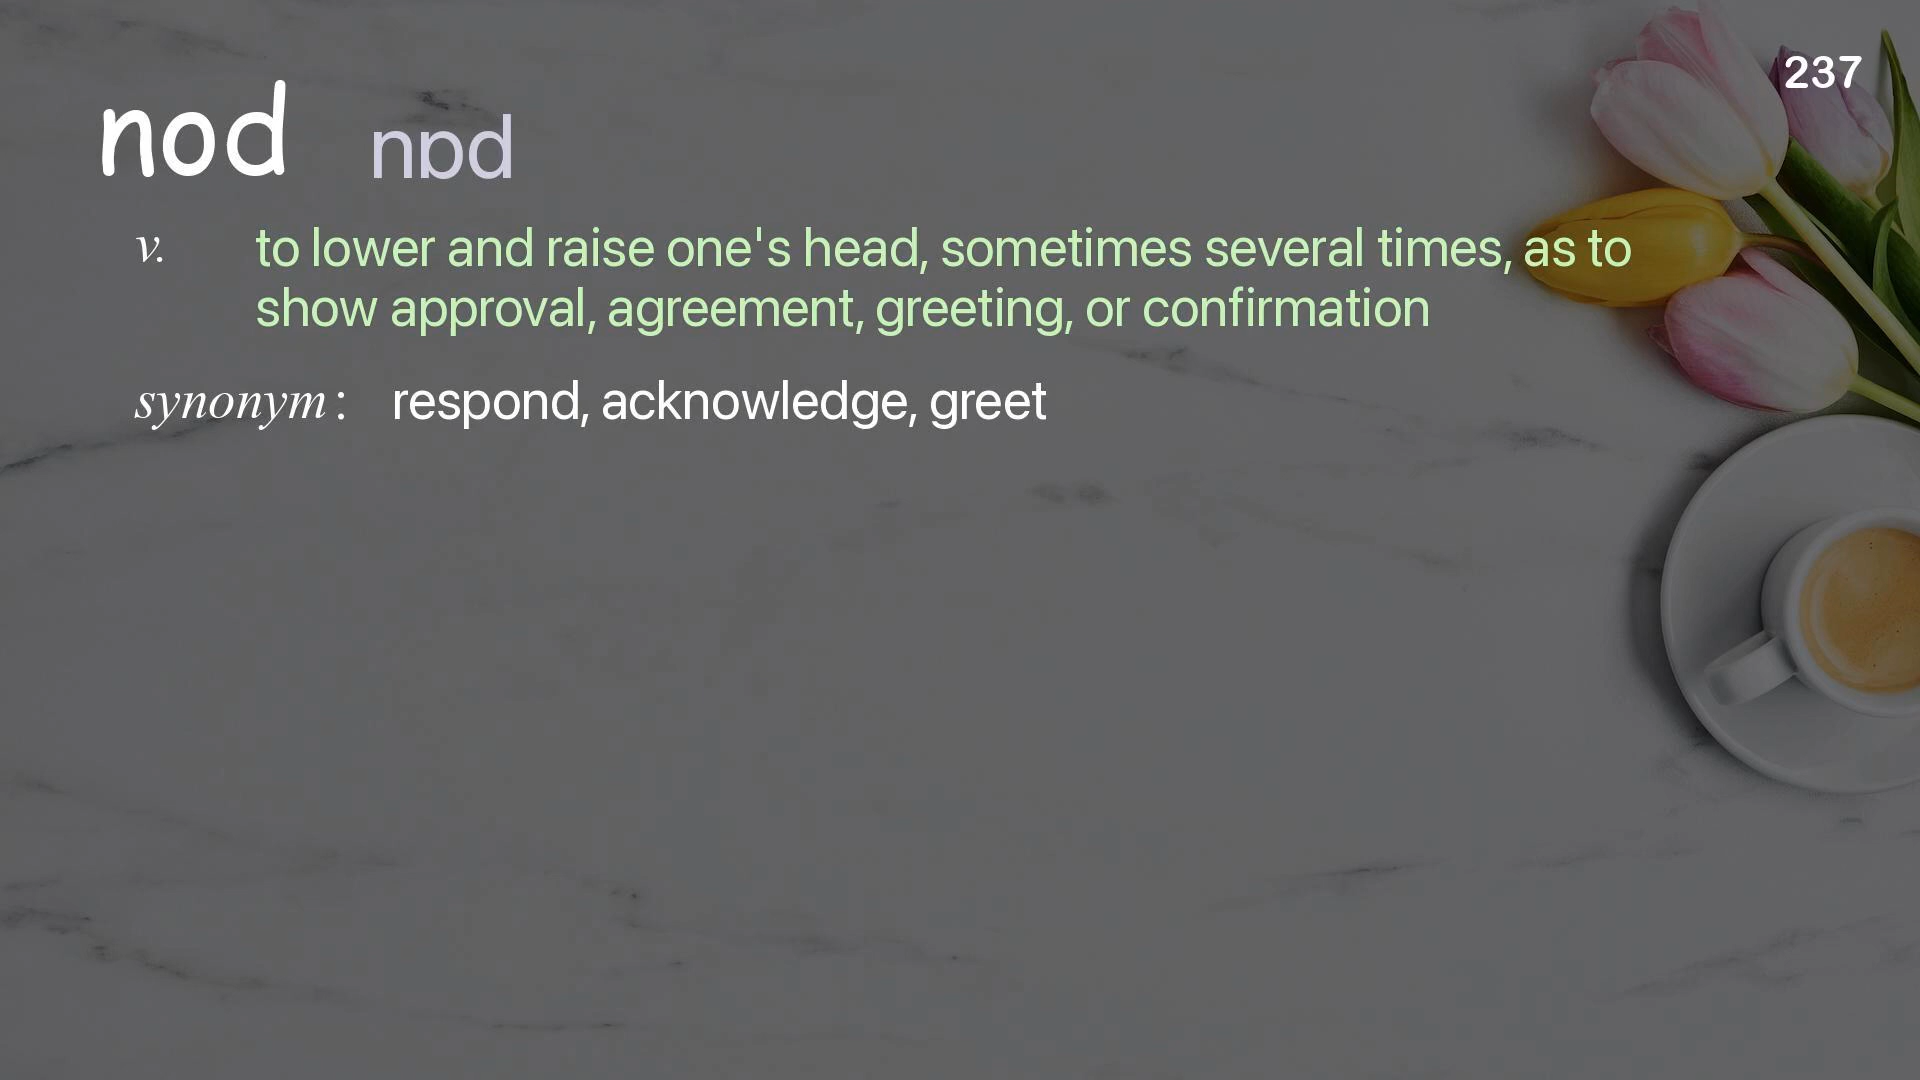 237
nod nɒd
v. to lower and raise one's head, sometimes several times, as to
show approval, agreement, greeting, or confirmation
synonym : respond, acknowledge, greet